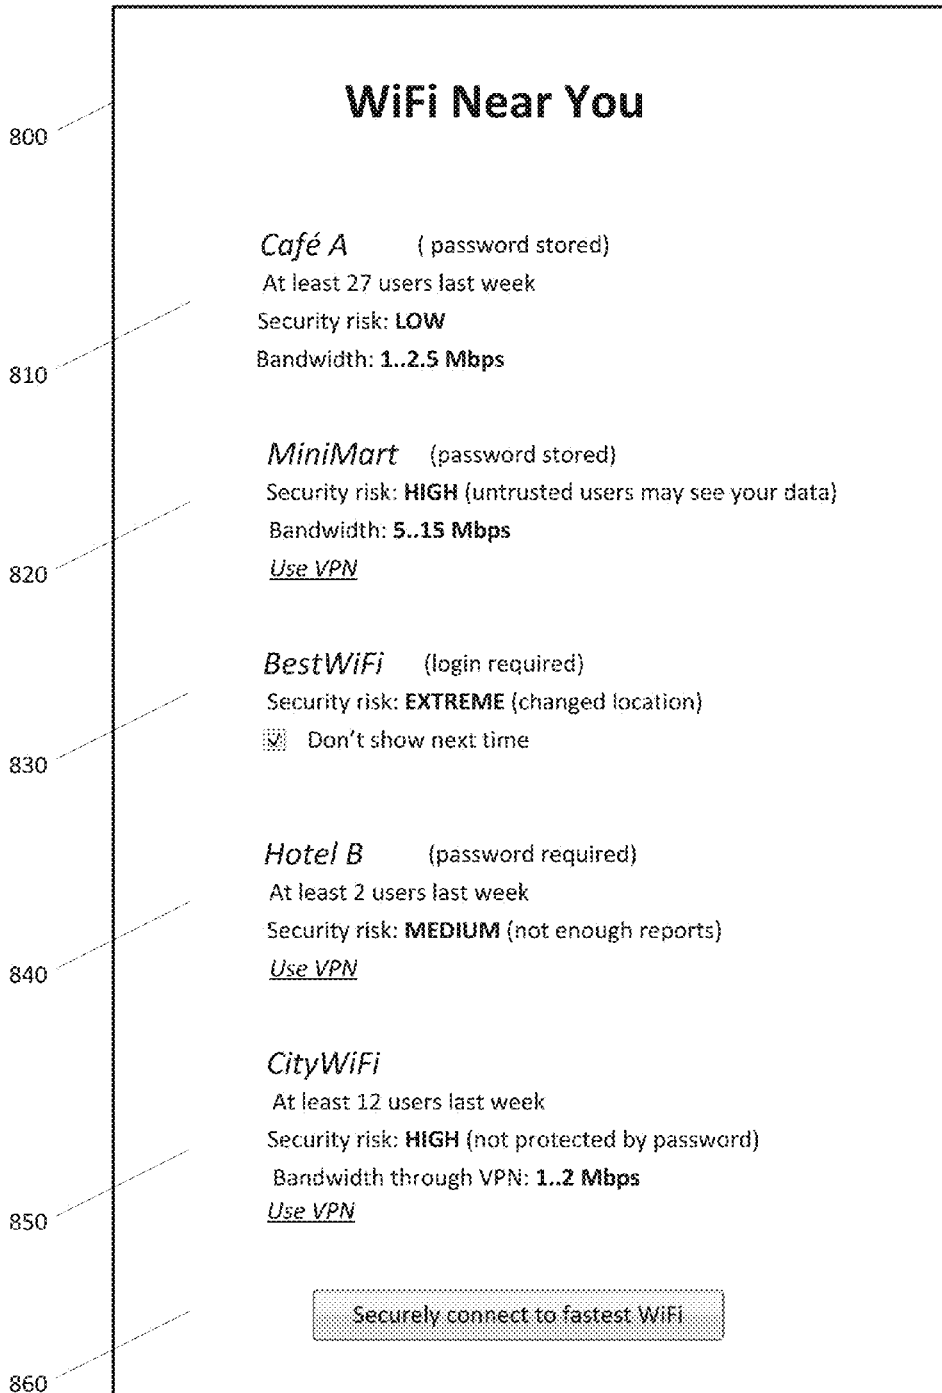 WiFi Near You
800
Café A ( password stored)
At least 27 users last week
Security risk: LOW
Bandwidth: 1..2.5 Mbps
810
MiniMart (password stored)
Security risk: HIGH (untrusted users may see your data)
Bandwidth: 5..15 Mbps
Use VPN
820
BestWiFi (login required)
Security risk: EXTREME (changed location)
Don't show next time
830
Hotel B (password required)
At least 2 users last week
Security risk: MEDIUM (not enough reports)
Use VPN
840
CityWiFi
At least 12 users last week
Security risk: HIGH (not protected by password)
Bandwidth through VPN: 1..2 Mbps
Use VPN
850
Securely connect to fastest WiFi
860